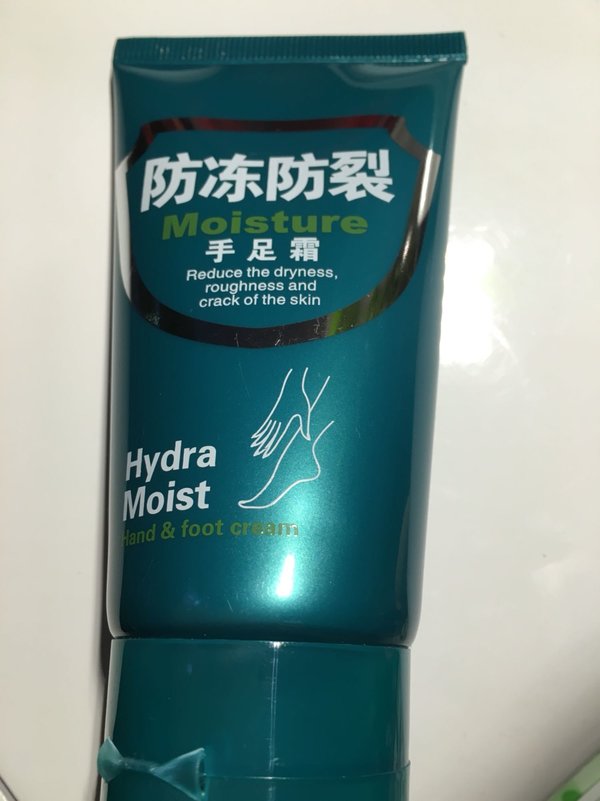 防冻防裂
Moisture
手足霜
Reduce the dryness,
roughness and
crack of the skin
Hydra
Moist
Hand & foot cream